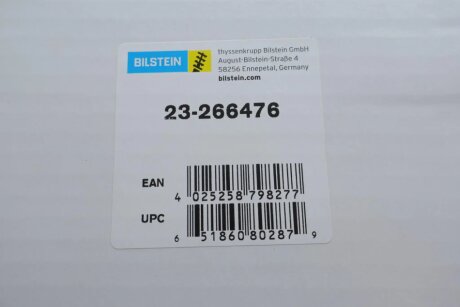 BILSTEIN
thyssenkrupp Bilstein GmbH
August-Bilstein-Straße 4
58256 Ennepetal, Germany
bilstein.com
23-266476
EAN
4 025258 798277
UPC
6 51860 80287 9